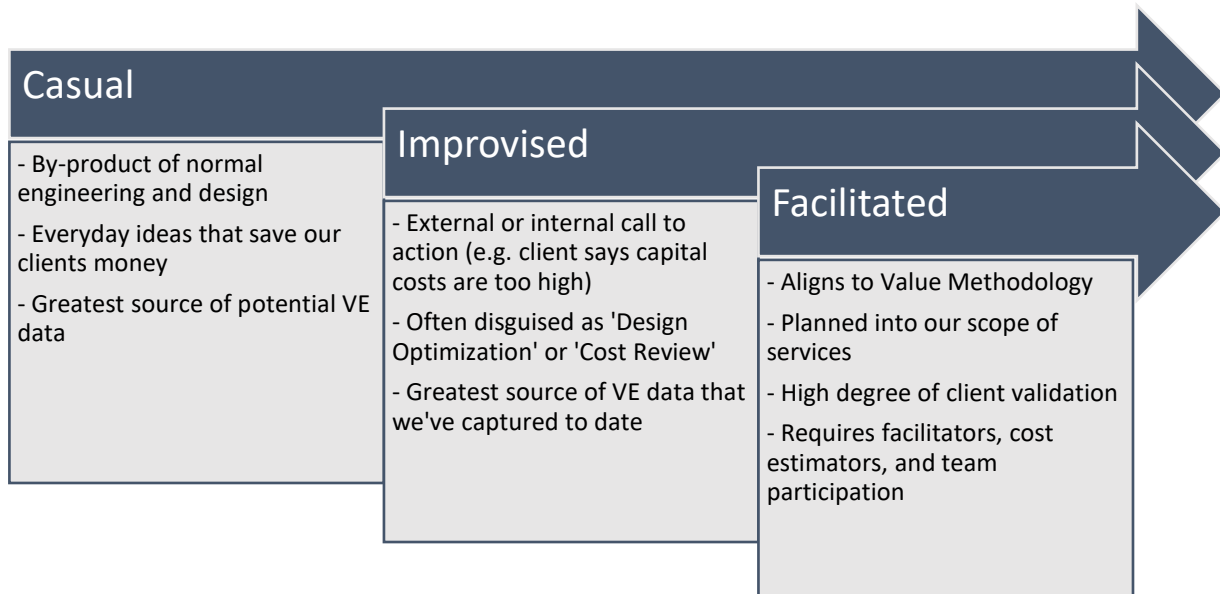 Casual
- By-product of normal
engineering and design
- Everyday ideas that save our
clients money
- Greatest source of potential VE
data
Improvised
- External or internal call to
action (e.g. client says capital
costs are too high)
- Often disguised as 'Design
Optimization' or 'Cost Review'
- Greatest source of VE data that
we've captured to date
Facilitated
- Aligns to Value Methodology
- Planned into our scope of
services
- High degree of client validation
- Requires facilitators, cost
estimators, and team
participation